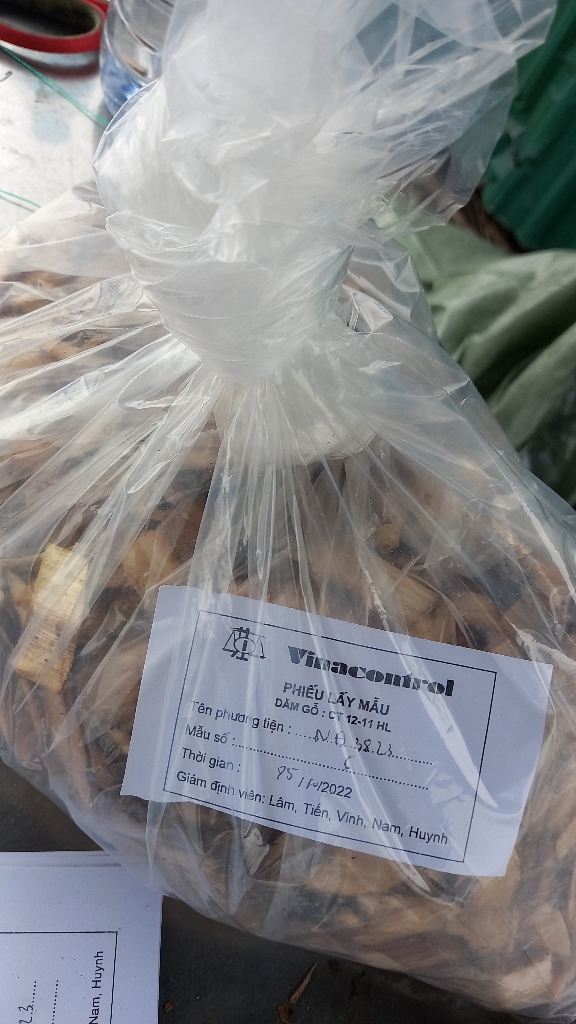 Vinacontrol
PHIẾU LẤY MẪU
DĂM GỖ : CT 12-11 HL
Tên phương tiện :
Mẫu số :
Thời gian : /2022
Giám định viên: Lâm, Tiến, Vinh, Nam, Huynh
Nam, Huynh